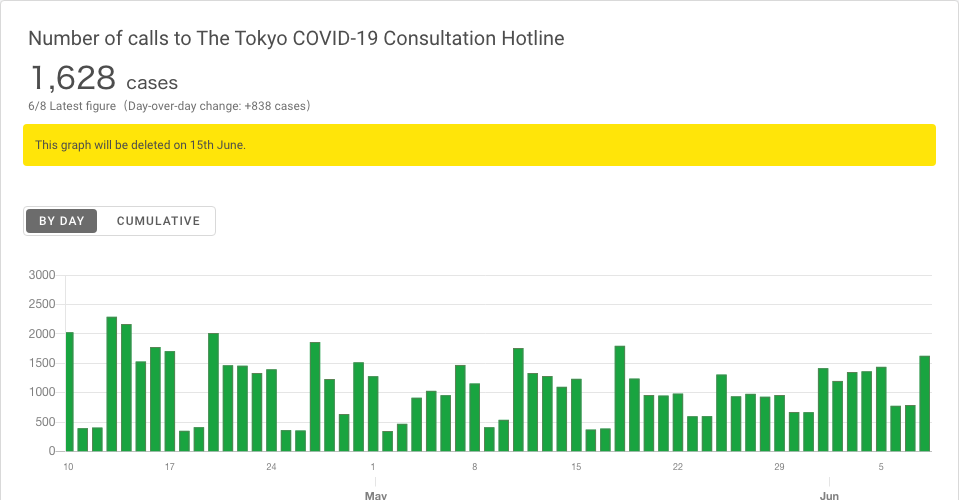 Number of calls to The Tokyo COVID-19 Consultation Hotline
1,628 cases
6/8 Latest figure（Day-over-day change: +838 cases）
This graph will be deleted on 15th June.
BY DAY CUMULATIVE
3000
2500
2000
1500
1000
500
0
10 17 24 1 8 15 22 29 5
May Jun